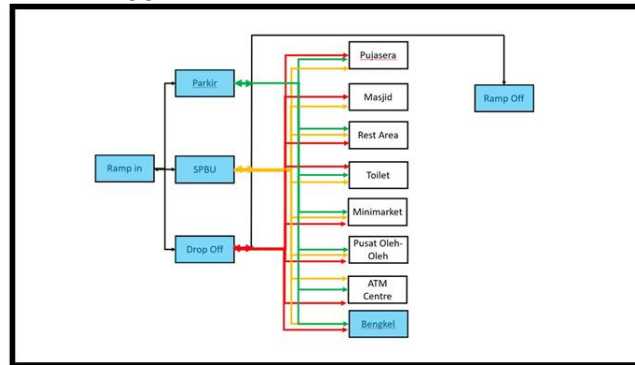 Pujasera
Parkir
Masjid
Ramp Off
Rest Area
Ramp in
SPBU
Toilet
Minimarket
Drop Off
Pusat Oleh-
Oleh
ATM
Centre
Bengkel